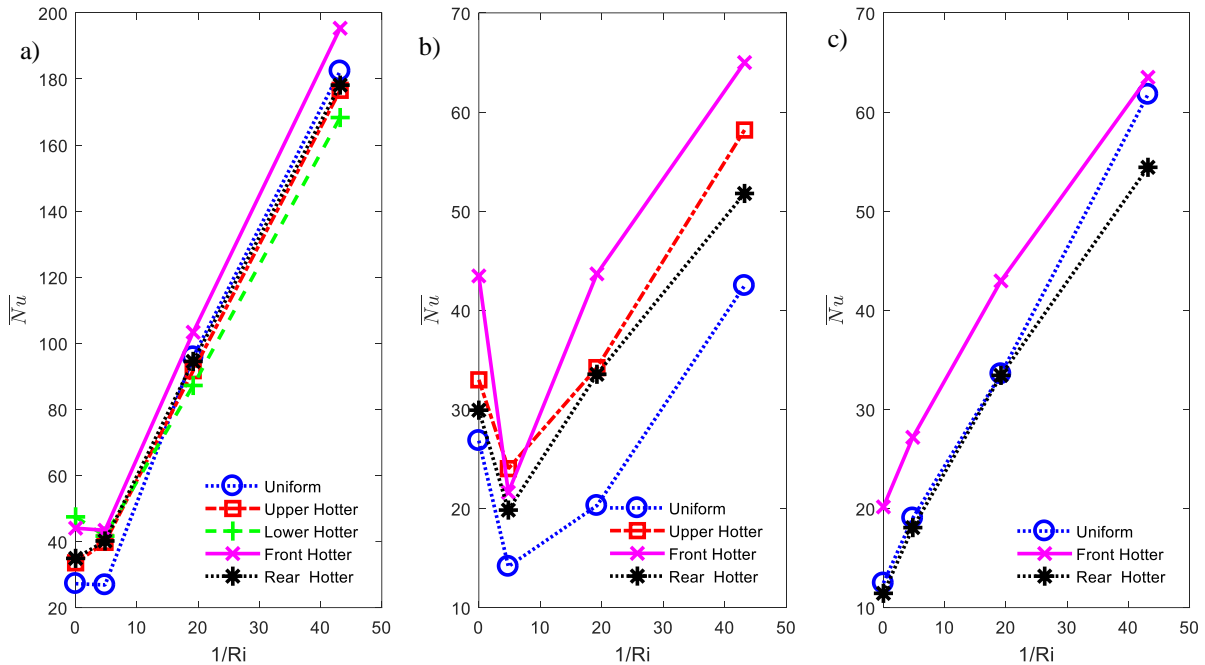 a)
200
180
160
140
120
100
80
60
40
20
Nu
0 10 20 30 40 50
1/Ri
Uniform
Upper Hotter
Lower Hotter
Front Hotter
Rear Hotter
b)
70
60
50
40
30
20
10
Nu
0 10 20 30 40 50
1/Ri
Uniform
Upper Hotter
Front Hotter
Rear Hotter
c)
70
60
50
40
30
20
10
Nu
0 10 20 30 40 50
1/Ri
Uniform
Front Hotter
Rear Hotter